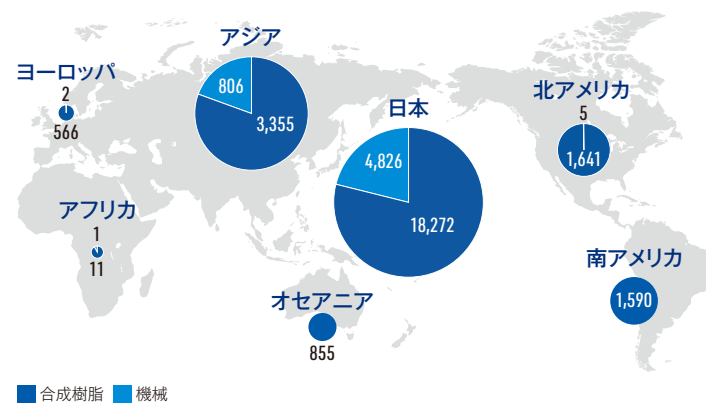 アジア
806
3,355
ヨーロッパ
2
566
日本
4,826
18,272
北アメリカ
5
1,641
アフリカ
1
11
オセアニア
855
南アメリカ
1,590
合成樹脂 機械